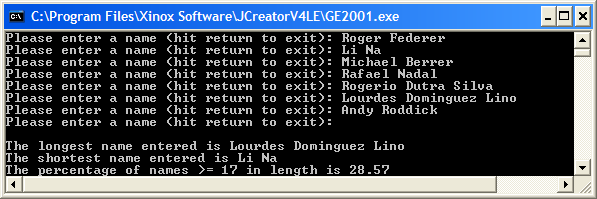 C:\Program Files\Xinox Software\JCreatorV4LE\GE2001.exe
Please enter a name (hit return to exit): Roger Federer
Please enter a name (hit return to exit): Li Na
Please enter a name (hit return to exit): Michael Berrer
Please enter a name (hit return to exit): Rafael Nadal
Please enter a name (hit return to exit): Rogerio Dutra Silva
Please enter a name (hit return to exit): Lourdes Dominguez Lino
Please enter a name (hit return to exit): Andy Roddick
Please enter a name (hit return to exit):
The longest name entered is Lourdes Dominguez Lino
The shortest name entered is Li Na
The percentage of names >= 17 in length is 28.57